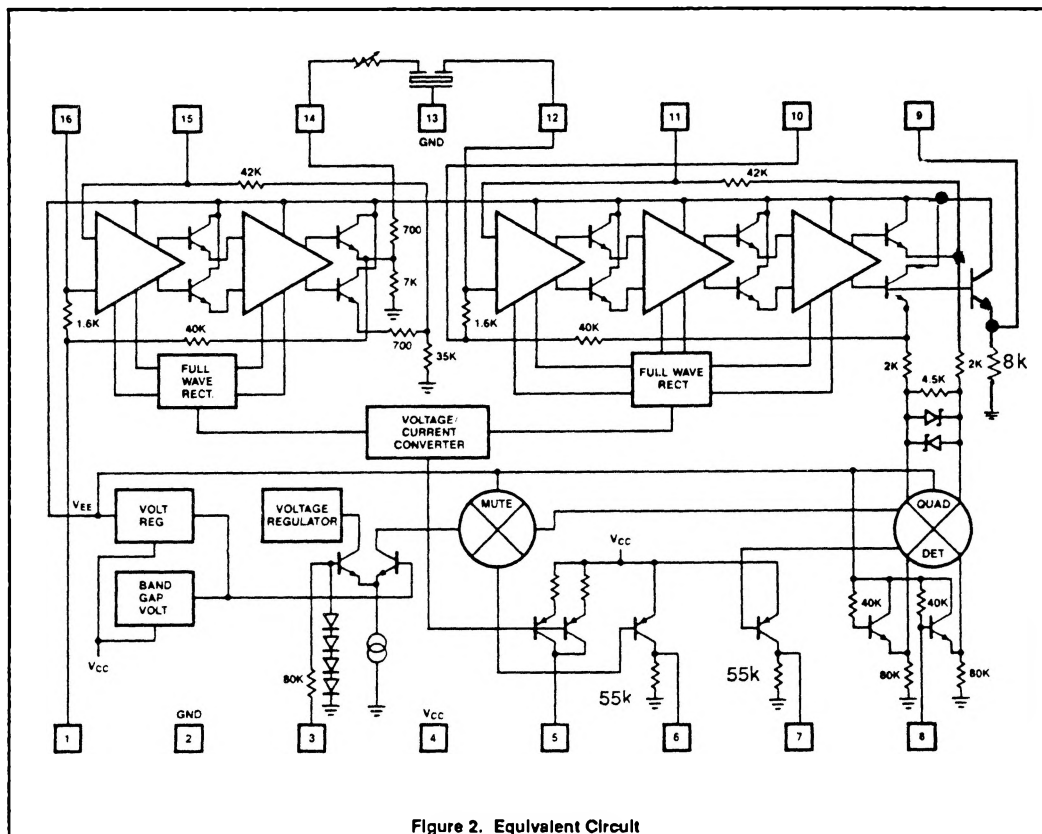 16
15
14
13
GND
12
11
10
9
42K
42K
700
7K
1.6K
40K
700
35K
1.6K
40K
2K
2K
8k
4.5K
FULL
WAVE
RECT.
FULL WAVE
RECT
VOLTAGE/
CURRENT
CONVERTER
VEE
VOLT
REG
VOLTAGE
REGULATOR
MUTE
QUAD
DET
VCC
BAND
GAP
VOLT
VCC
40K
40K
80K
55k
55k
80K
80K
1
GND
2
3
VCC
4
5
6
7
8
Figure 2. Equivalent Circuit